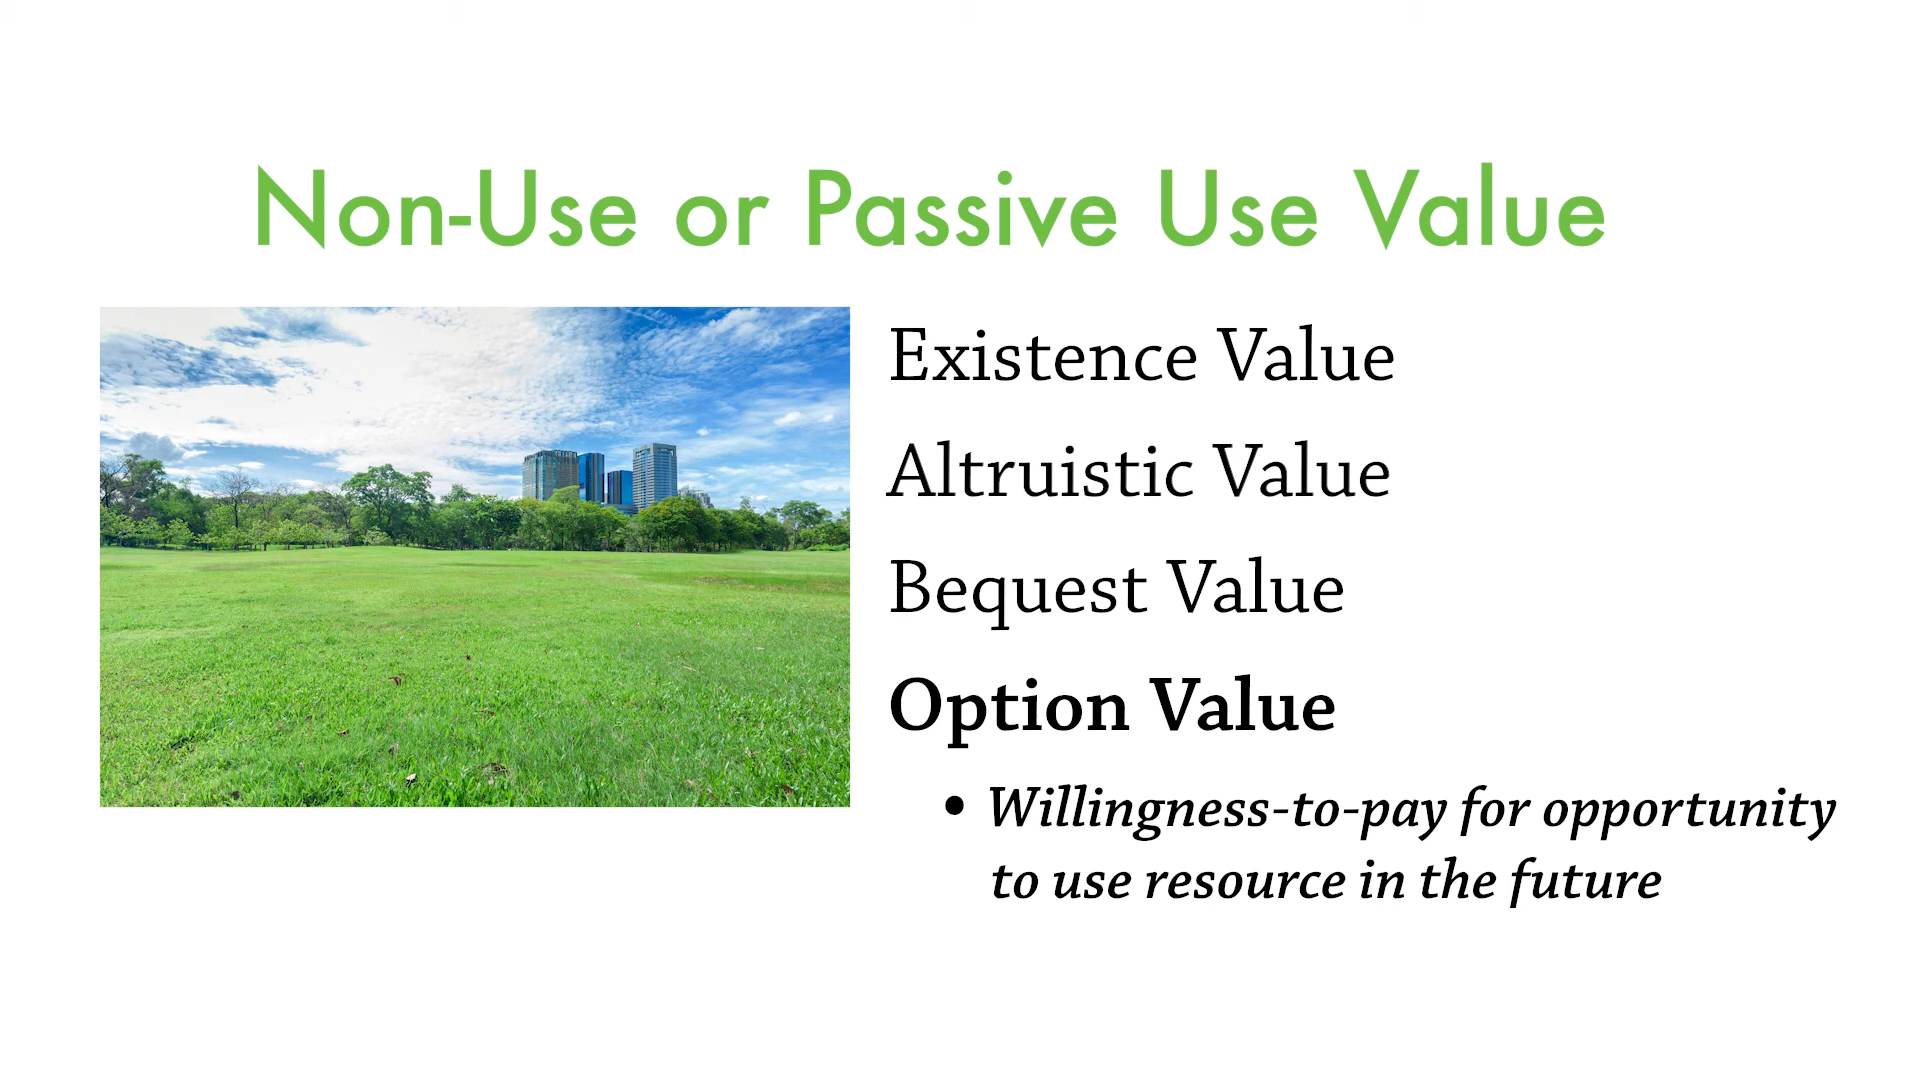 Non-Use or Passive Use Value
Existence Value
Altruistic Value
Bequest Value
Option Value
• Willingness-to-pay for opportunity
to use resource in the future